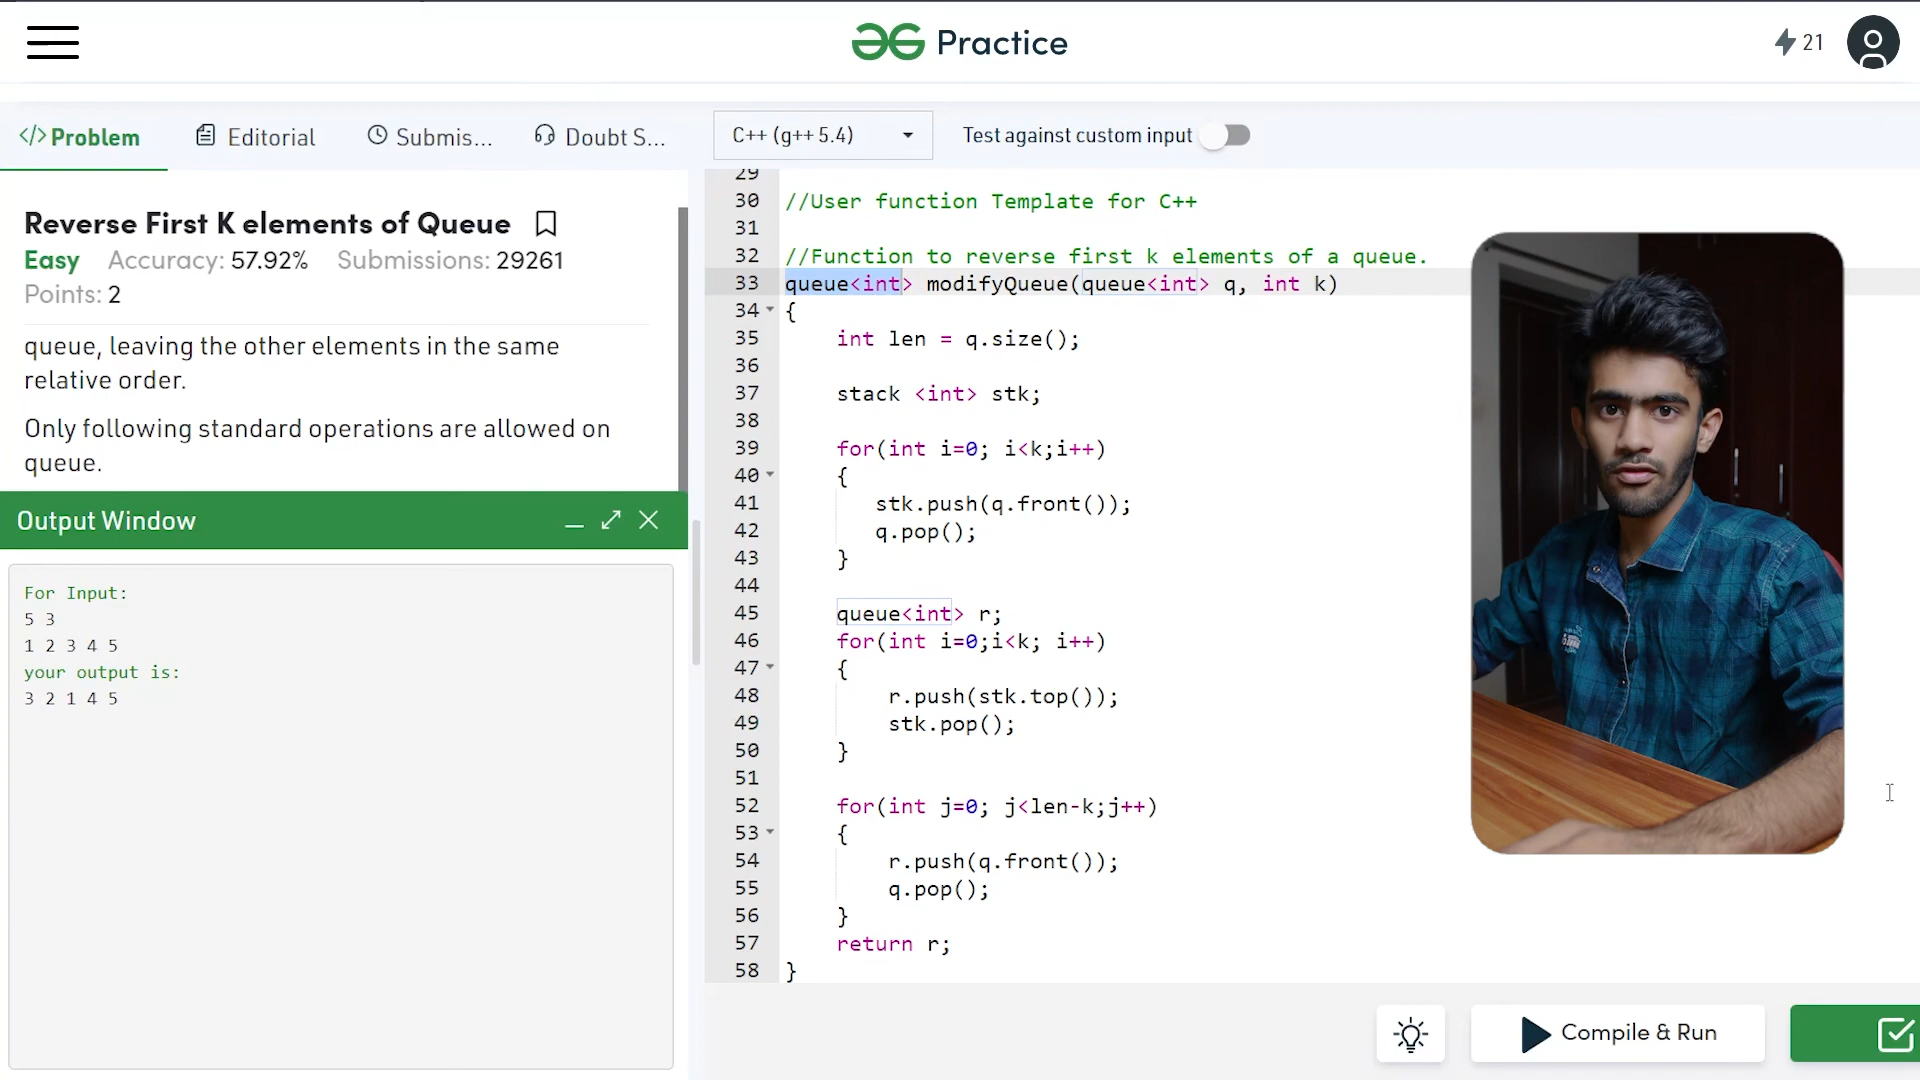 Practice
21
Problem
Editorial
Submis...
Doubt S...
C++ (g++ 5.4)
Test against custom input
Reverse First K elements of Queue
Easy Accuracy: 57.92% Submissions: 29261
Points: 2
queue, leaving the other elements in the same
relative order.
Only following standard operations are allowed on
queue.
Output Window
For Input:
5 3
1 2 3 4 5
your output is:
3 2 1 4 5
29
30 //User function Template for C++
31
32 //Function to reverse first k elements of a queue.
33 queue<int> modifyQueue(queue<int> q, int k)
34 {
35 int len = q.size();
36
37 stack <int> stk;
38
39 for(int i=0; i<k;i++)
40 {
41 stk.push(q.front());
42 q.pop();
43 }
44
45 queue<int> r;
46 for(int i=0;i<k; i++)
47 {
48 r.push(stk.top());
49 stk.pop();
50 }
51
52 for(int j=0; j<len-k;j++)
53 {
54 r.push(q.front());
55 q.pop();
56 }
57 return r;
58 }
Compile & Run